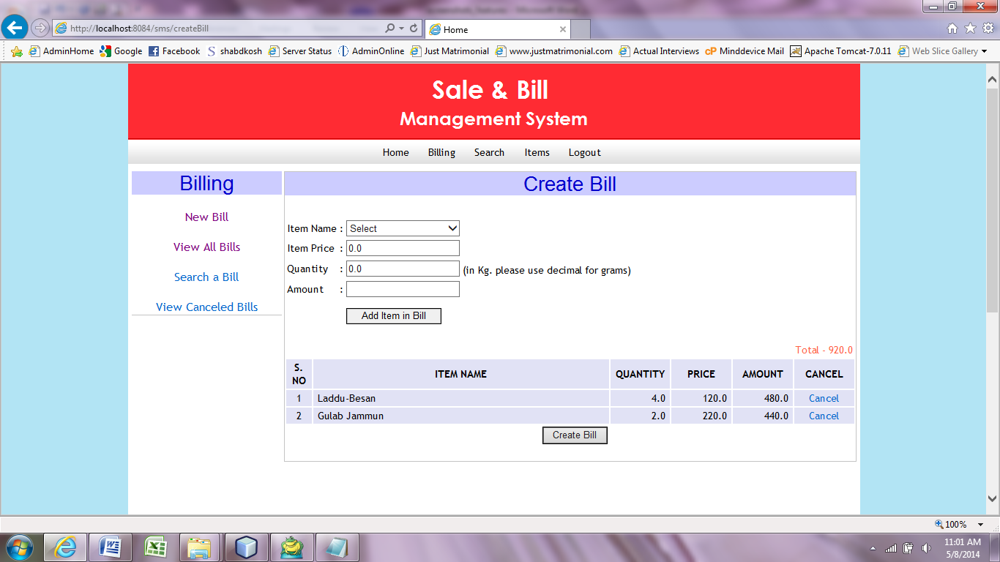 http://localhost:8084/sms/createBill
Home
AdminHome Google Facebook shabdkosh Server Status AdminOnline Just Matrimonial www.justmatrimonial.com Actual Interviews Minddevice Mail Apache Tomcat-7.0.11 Web Slice Gallery
Sale & Bill
Management System
Home Billing Search Items Logout
Billing
New Bill
View All Bills
Search a Bill
View Canceled Bills
Create Bill
Item Name : Select
Item Price : 0.0
Quantity : 0.0 (in Kg. please use decimal for grams)
Amount :
Add Item in Bill
Total - 920.0
S. NO ITEM NAME QUANTITY PRICE AMOUNT CANCEL
1 Laddu-Besan 4.0 120.0 480.0 Cancel
2 Gulab Jammun 2.0 220.0 440.0 Cancel
Create Bill
100%
11:01 AM
5/8/2014